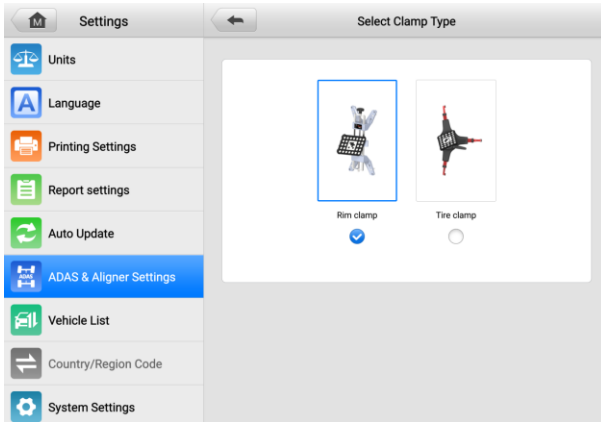 Settings
Select Clamp Type
Units
A Language
Printing Settings
Report settings
Auto Update
ADAS ADAS & Aligner Settings
Vehicle List
Country/Region Code
System Settings
M
Rim clamp
Tire clamp